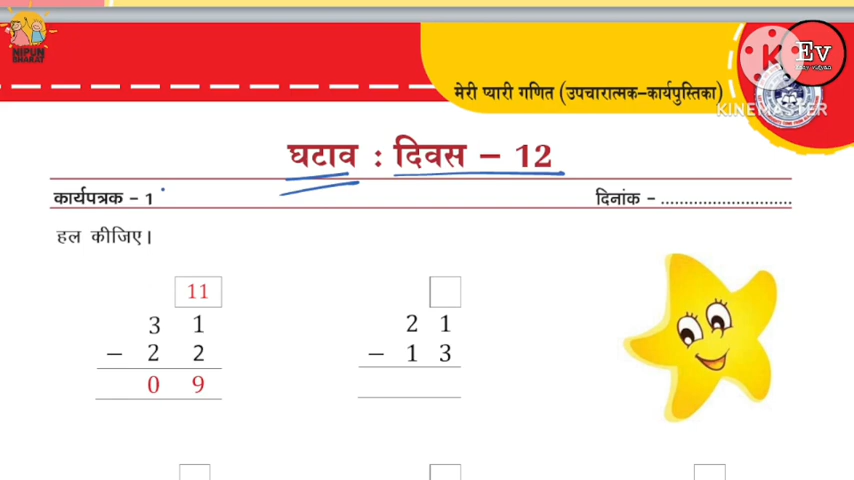 NIPUN
BHARAT
Ev
मेरी प्यारी गणित (उपचारात्मक-कार्यपुस्तिका)
KINEMASTER
घटाव : दिवस – 12
कार्यपत्रक - 1
दिनांक - .............................
हल कीजिए।
11
3 1
2 1
– 2 2
– 1 3
0 9